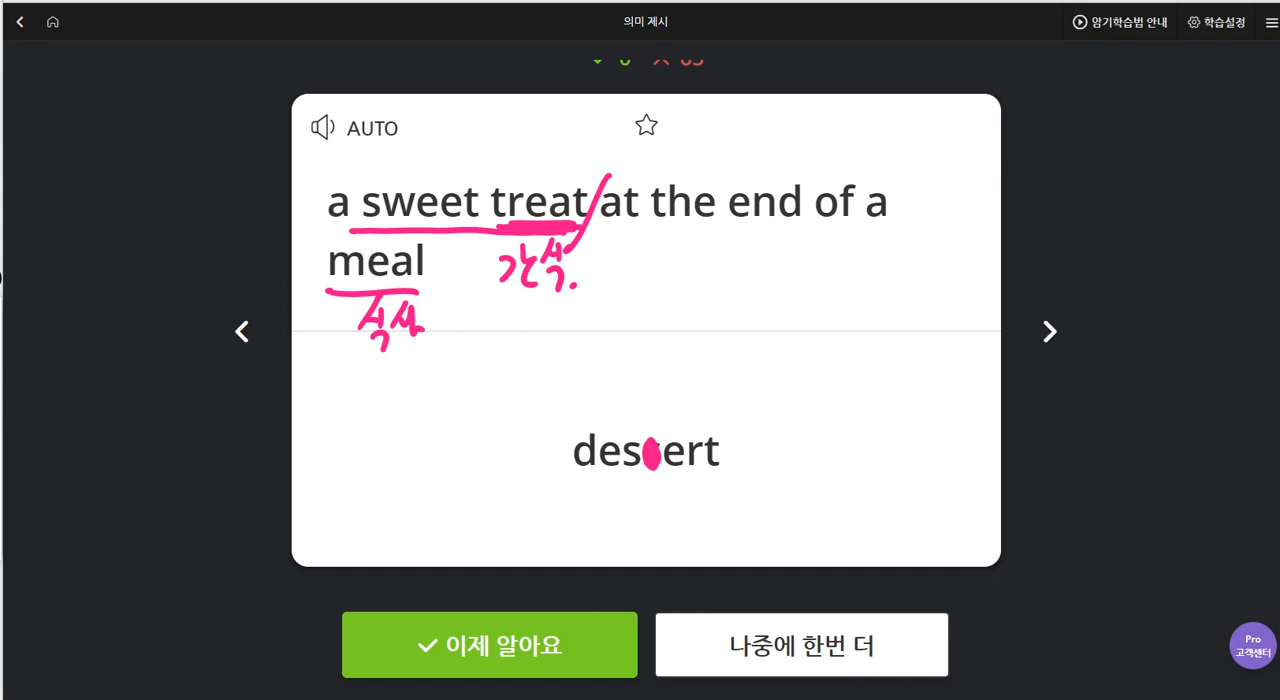 의미 제시
암기학습법 안내
학습설정
AUTO
a sweet treat at the end of a
meal
간식.
식사
des ert
이제 알아요
나중에 한번 더
Pro
고객센터